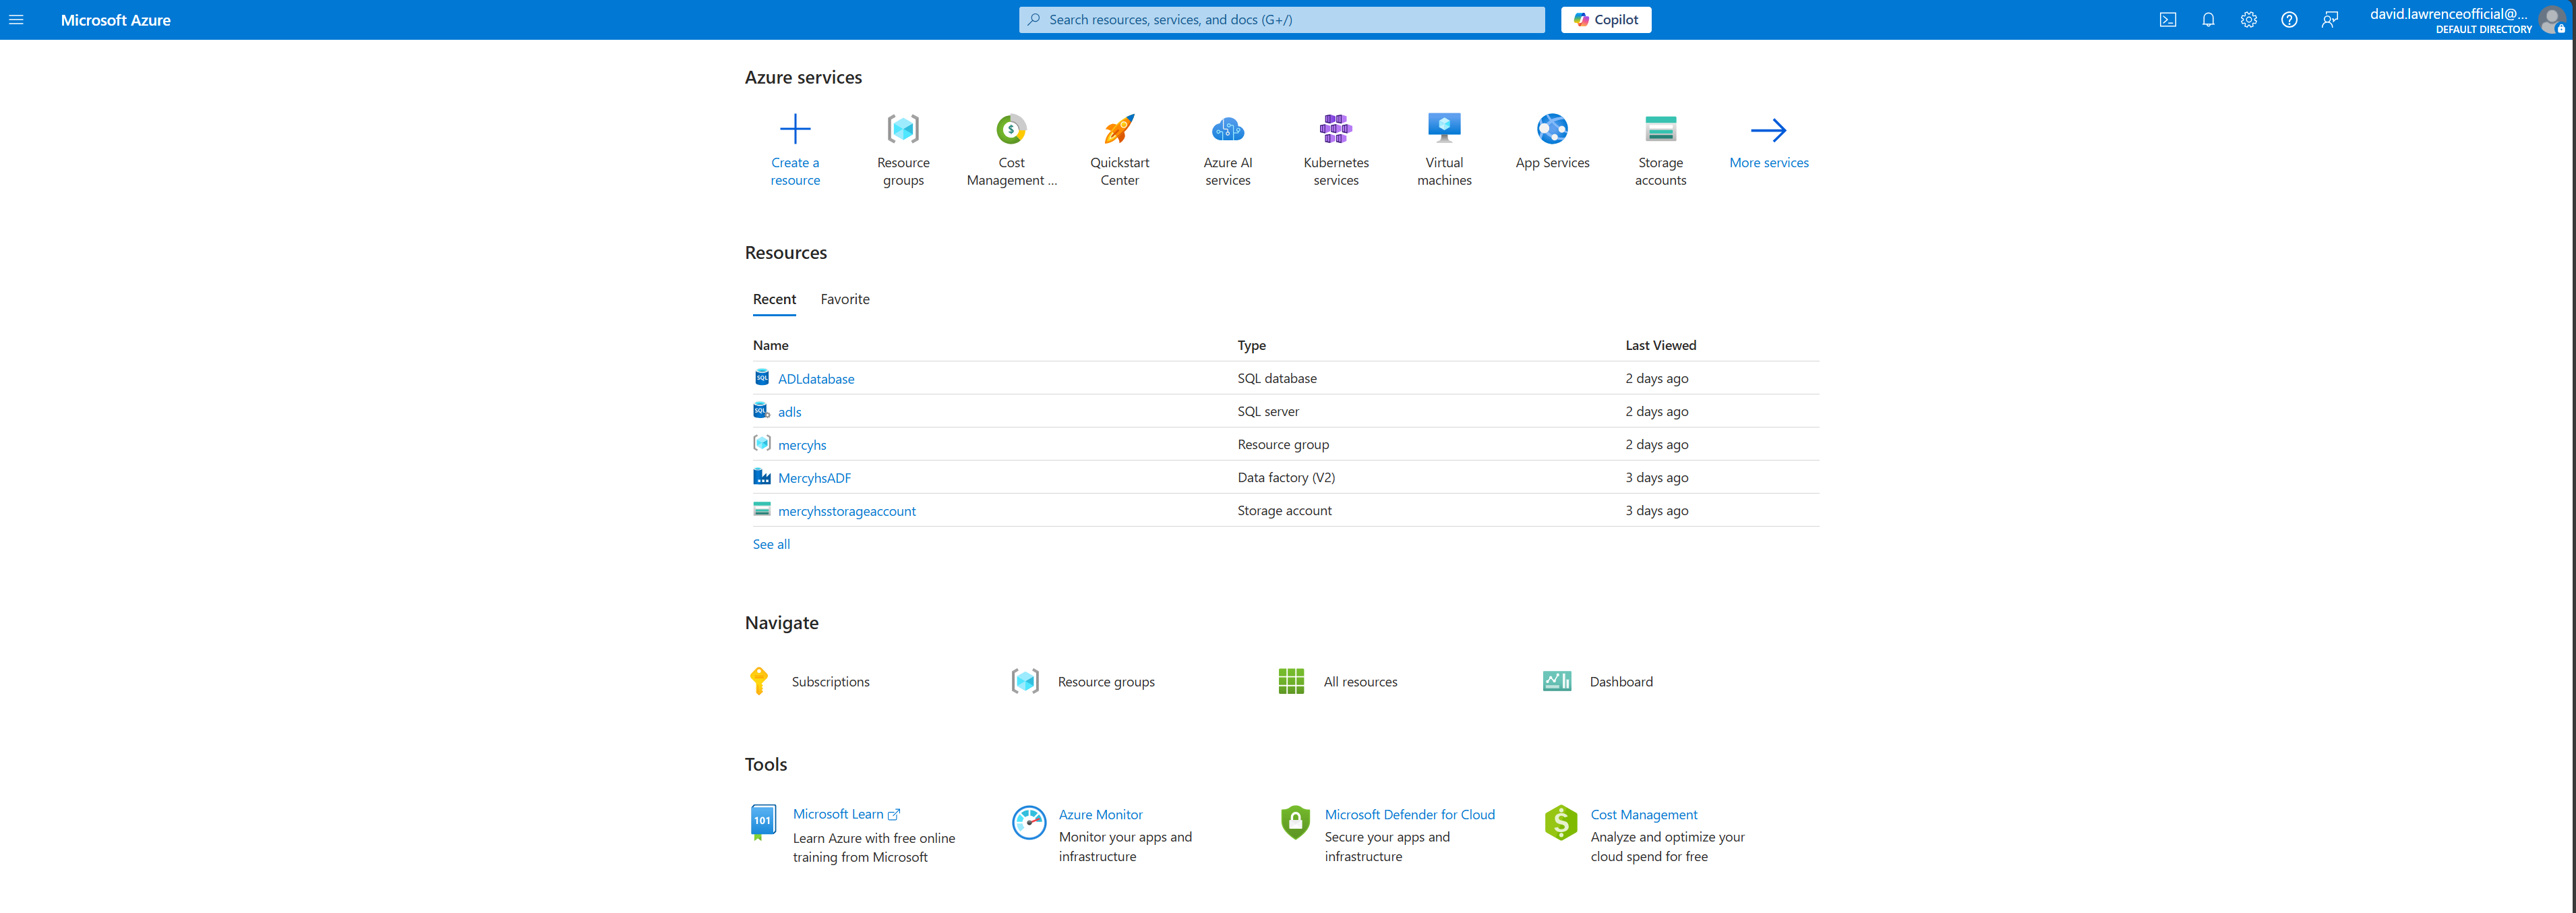 Microsoft Azure
Search resources, services, and docs (G+/)
Copilot
david.lawrenceofficial@...
DEFAULT DIRECTORY
Azure services
Create a
resource
Resource
groups
Cost
Management ...
Quickstart
Center
Azure AI
services
Kubernetes
services
Virtual
machines
App Services
Storage
accounts
More services
Resources
Recent Favorite
Name Type Last Viewed
SQL ADLdatabase SQL database 2 days ago
SQL adls SQL server 2 days ago
mercyhs Resource group 2 days ago
MercyhsADF Data factory (V2) 3 days ago
mercyhsstorageaccount Storage account 3 days ago
See all
Navigate
Subscriptions Resource groups All resources Dashboard
Tools
101
Microsoft Learn
Learn Azure with free online
training from Microsoft
Azure Monitor
Monitor your apps and
infrastructure
Microsoft Defender for Cloud
Secure your apps and
infrastructure
Cost Management
Analyze and optimize your
cloud spend for free